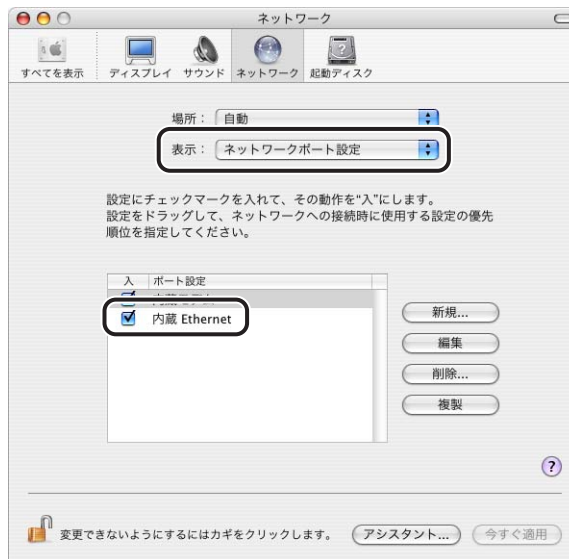 ネットワーク
すべてを表示 ディスプレイ サウンド ネットワーク 起動ディスク
場所： 自動
表示： ネットワークポート設定
設定にチェックマークを入れて、その動作を“入”にします。
設定をドラッグして、ネットワークへの接続時に使用する設定の優先
順位を指定してください。
入 ポート設定
内蔵 Ethernet
新規...
編集
削除...
複製
?
変更できないようにするにはカギをクリックします。 アシスタント... 今すぐ適用